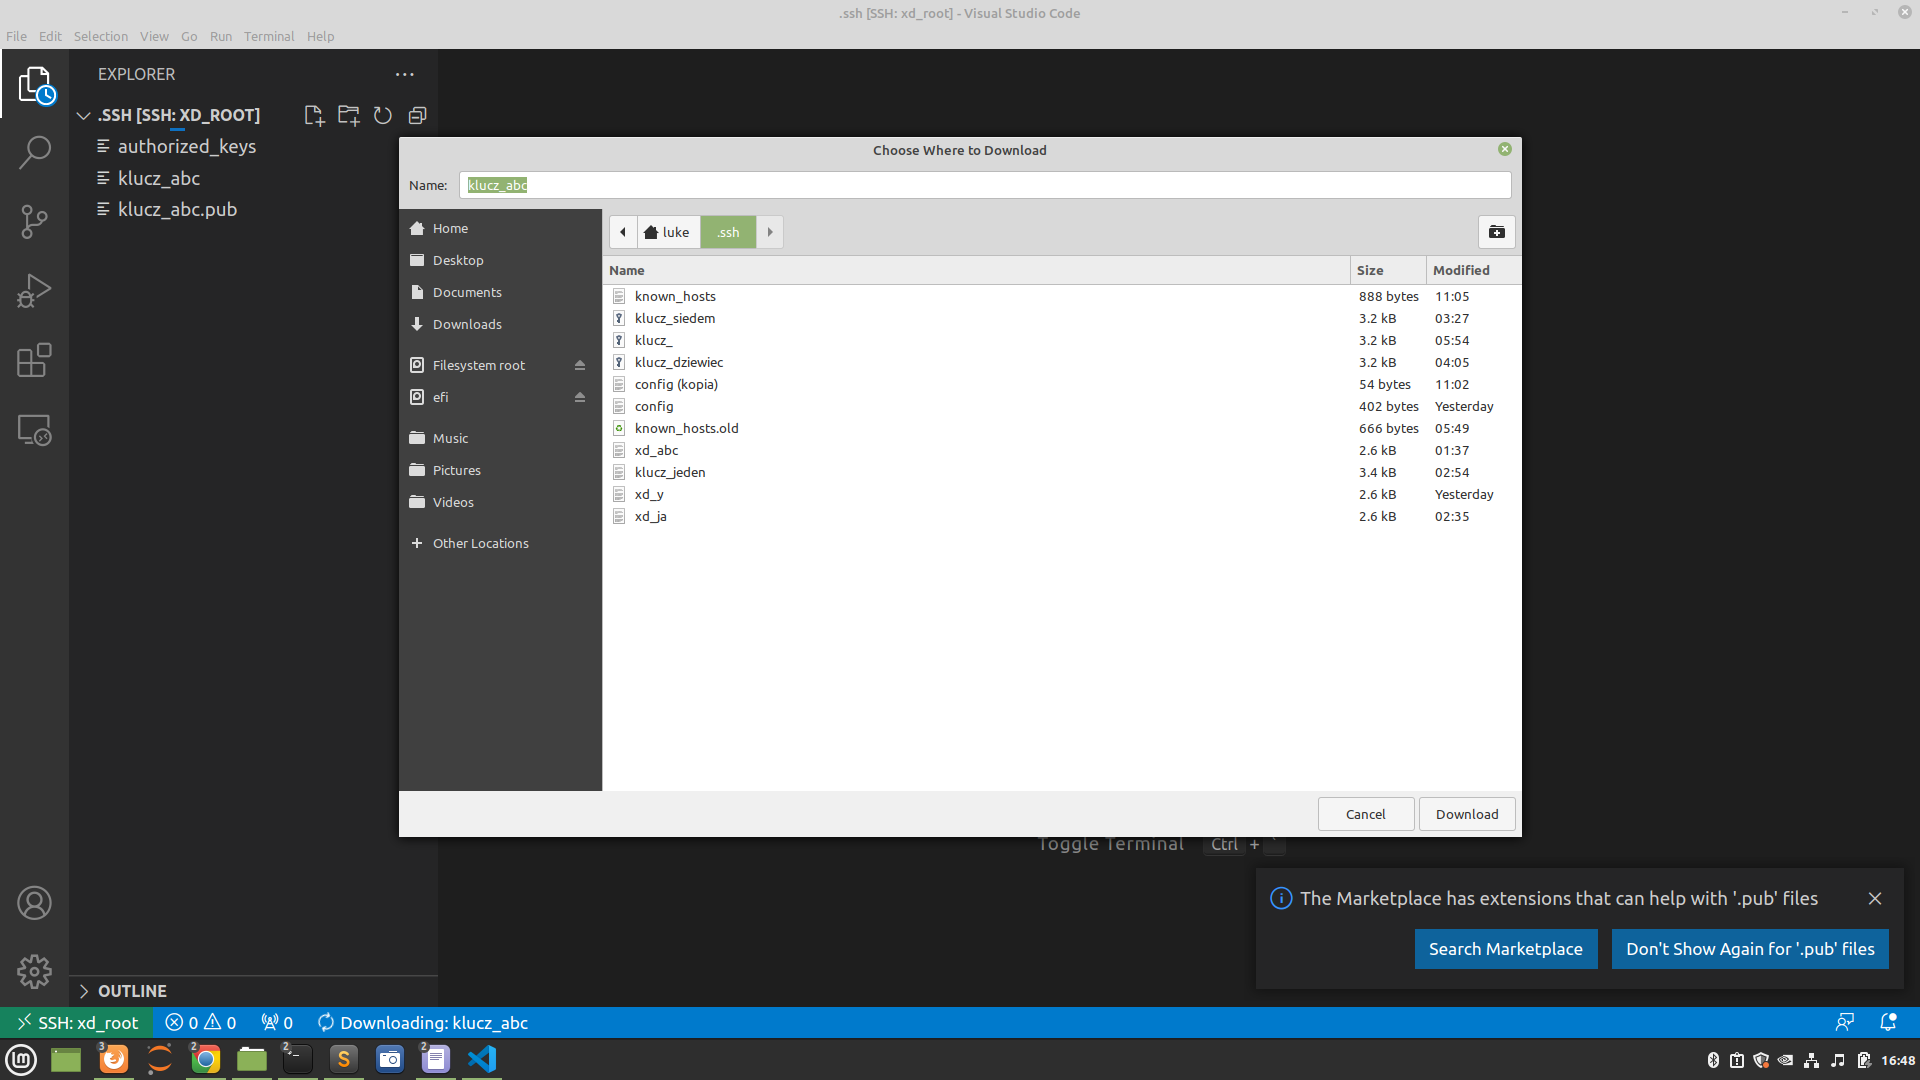 .ssh [SSH: xd_root] - Visual Studio Code
File Edit Selection View Go Run Terminal Help
EXPLORER
.SSH [SSH: XD_ROOT]
authorized_keys
klucz_abc
klucz_abc.pub
Choose Where to Download
Name: klucz_abc
Home
Desktop
Documents
Downloads
Filesystem root
efi
Music
Pictures
Videos
Other Locations
luke .ssh
Name Size Modified
known_hosts 888 bytes 11:05
klucz_siedem 3.2 kB 03:27
klucz_ 3.2 kB 05:54
klucz_dziewiec 3.2 kB 04:05
config (kopia) 54 bytes 11:02
config 402 bytes Yesterday
known_hosts.old 666 bytes 05:49
xd_abc 2.6 kB 01:37
klucz_jeden 3.4 kB 02:54
xd_y 2.6 kB Yesterday
xd_ja 2.6 kB 02:35
Cancel Download
Toggle Terminal Ctrl + `
The Marketplace has extensions that can help with '.pub' files
Search Marketplace Don't Show Again for '.pub' files
OUTLINE
SSH: xd_root 0 0 0 Downloading: klucz_abc
3 2 2 S 2 16:48